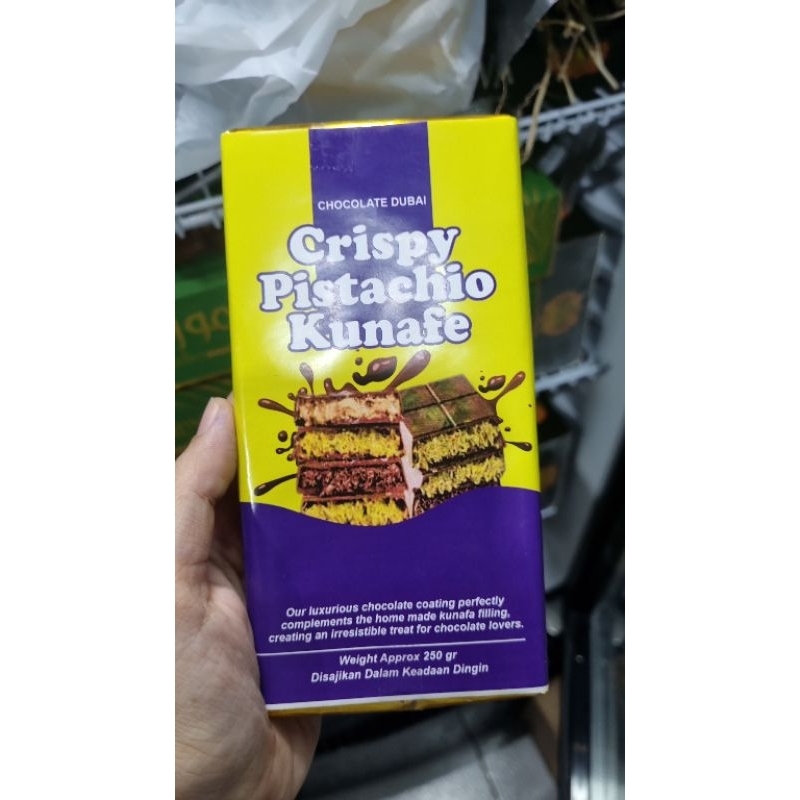 CHOCOLATE DUBAI
Crispy
Pistachio
Kunafe
Our luxurious chocolate coating perfectly
complements the home made kunafa filling,
creating an irresistible treat for chocolate lovers.
Weight Approx 250 gr
Disajikan Dalam Keadaan Dingin